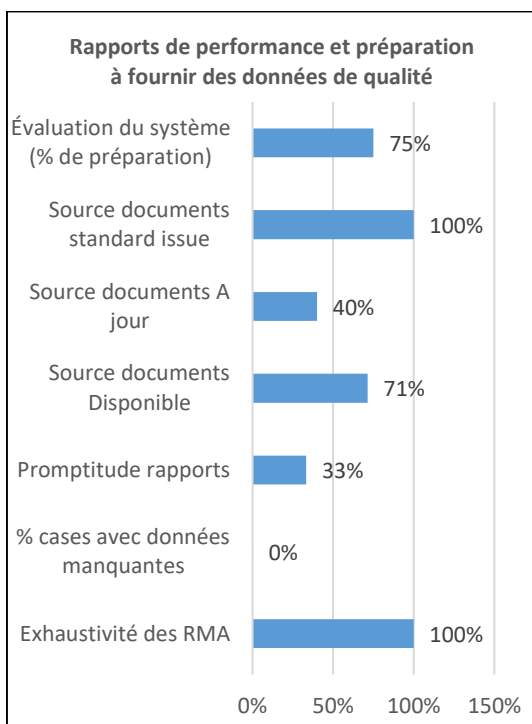 Rapports de performance et préparation
à fournir des données de qualité
Évaluation du système
(% de préparation)
75%
Source documents
standard issue
100%
Source documents A
jour
40%
Source documents
Disponible
71%
Promptitude rapports
33%
% cases avec données
manquantes
0%
Exhaustivité des RMA
100%
0% 50% 100% 150%